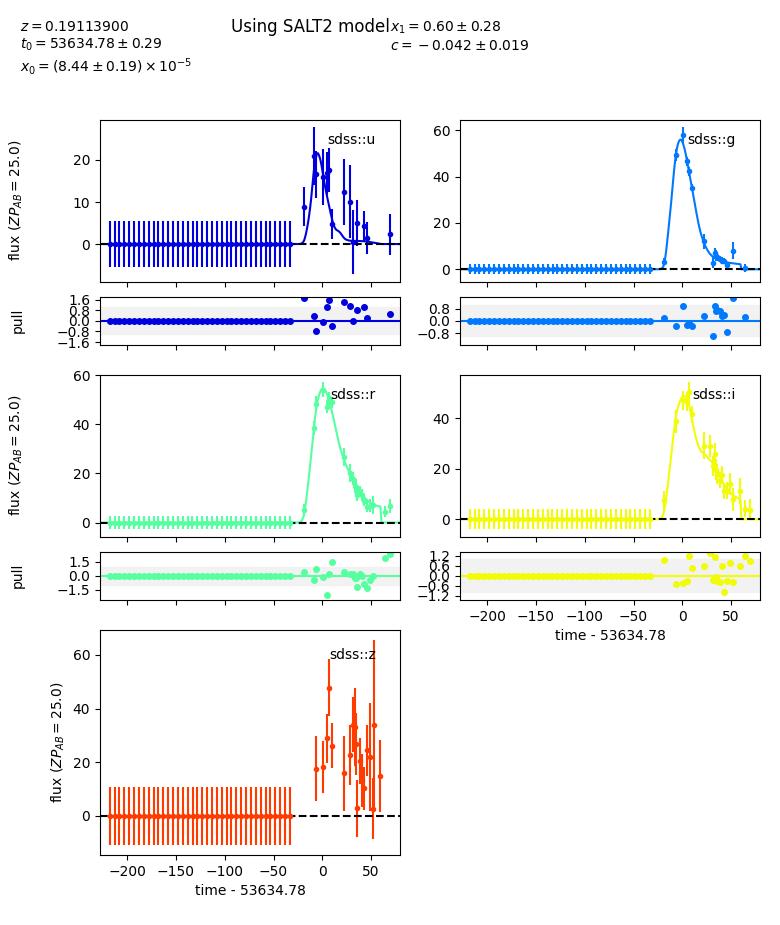 Using SALT2 model
z = 0.19113900
t₀ = 53634.78 ± 0.29
x₀ = (8.44 ± 0.19) × 10⁻⁵
x₁ = 0.60 ± 0.28
c = −0.042 ± 0.019
sdss::u
20
10
0
flux (ZP_AB = 25.0)
1.6
0.8
0.0
−0.8
−1.6
pull
sdss::g
60
40
20
0
0.8
0.0
−0.8
sdss::r
60
40
20
0
flux (ZP_AB = 25.0)
1.5
0.0
−1.5
pull
sdss::i
40
20
0
1.2
0.6
0.0
−0.6
−1.2
−200 −150 −100 −50 0 50
time - 53634.78
sdss::z
60
40
20
0
flux (ZP_AB = 25.0)
−200 −150 −100 −50 0 50
time - 53634.78